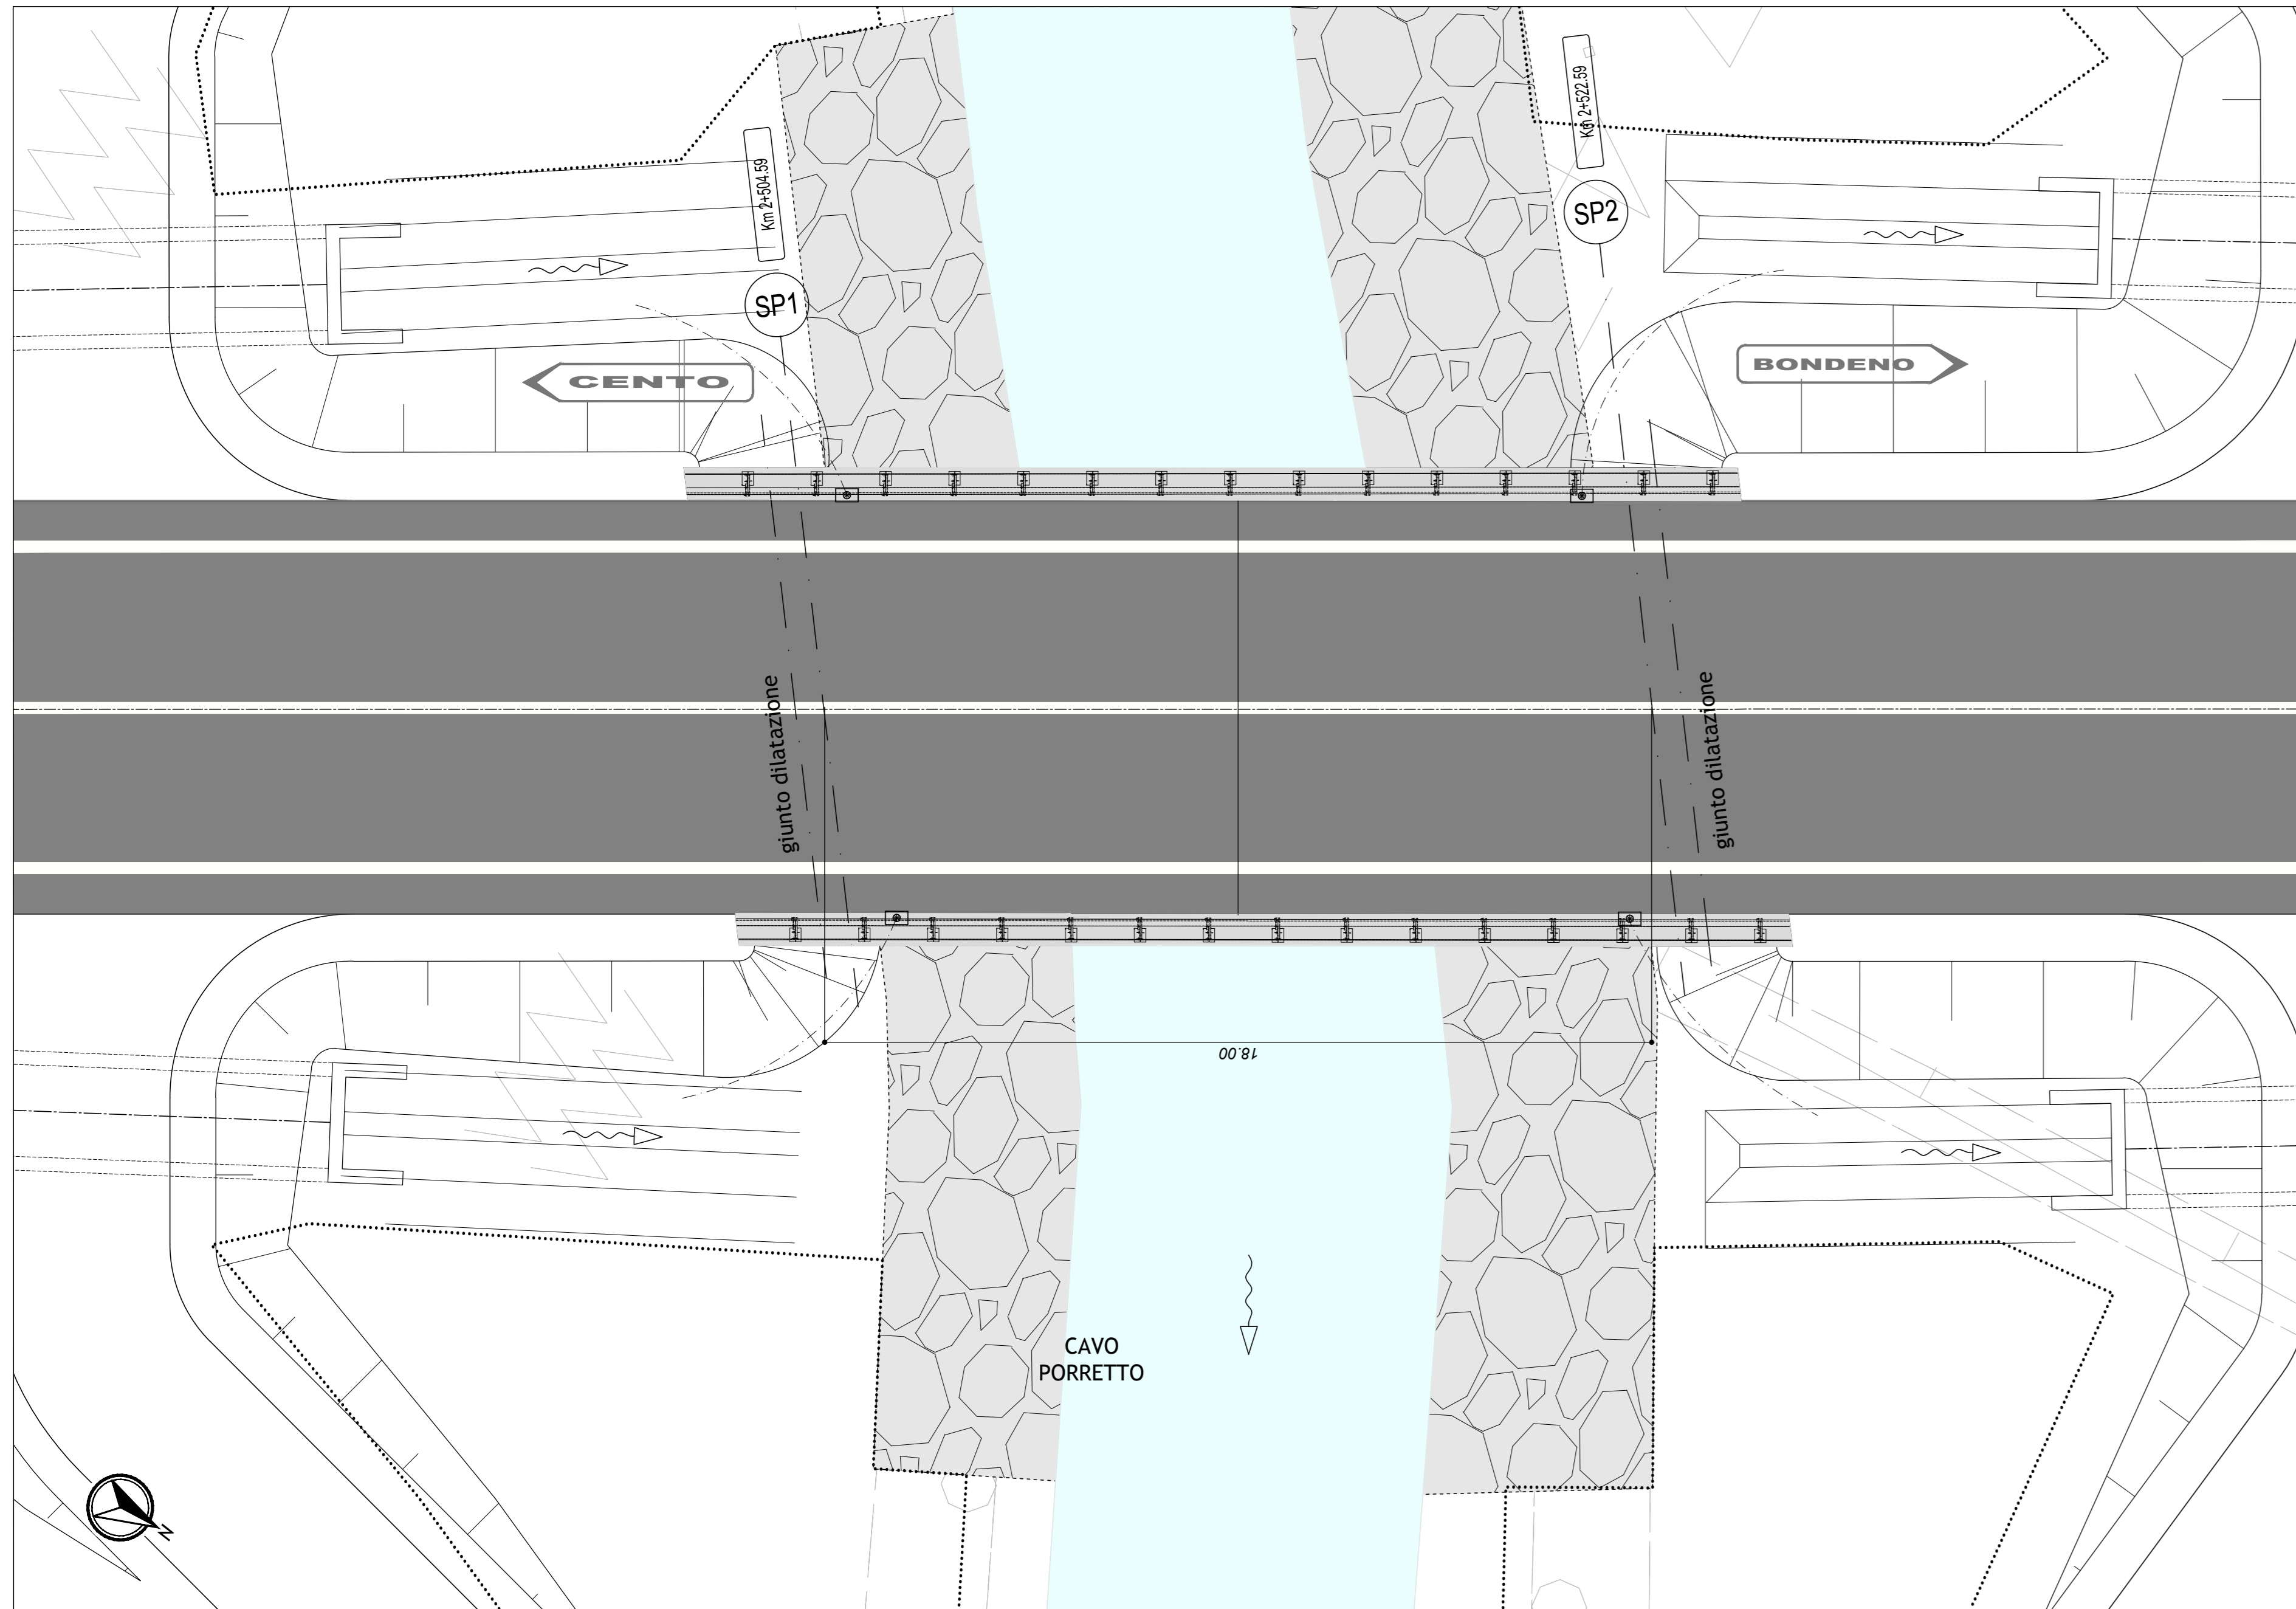 Km 2+504.59
Km 2+522.59
SP1
SP2
CENTO
BONDENO
giunto dilatazione
giunto dilatazione
18.00
CAVO
PORRETTO
N